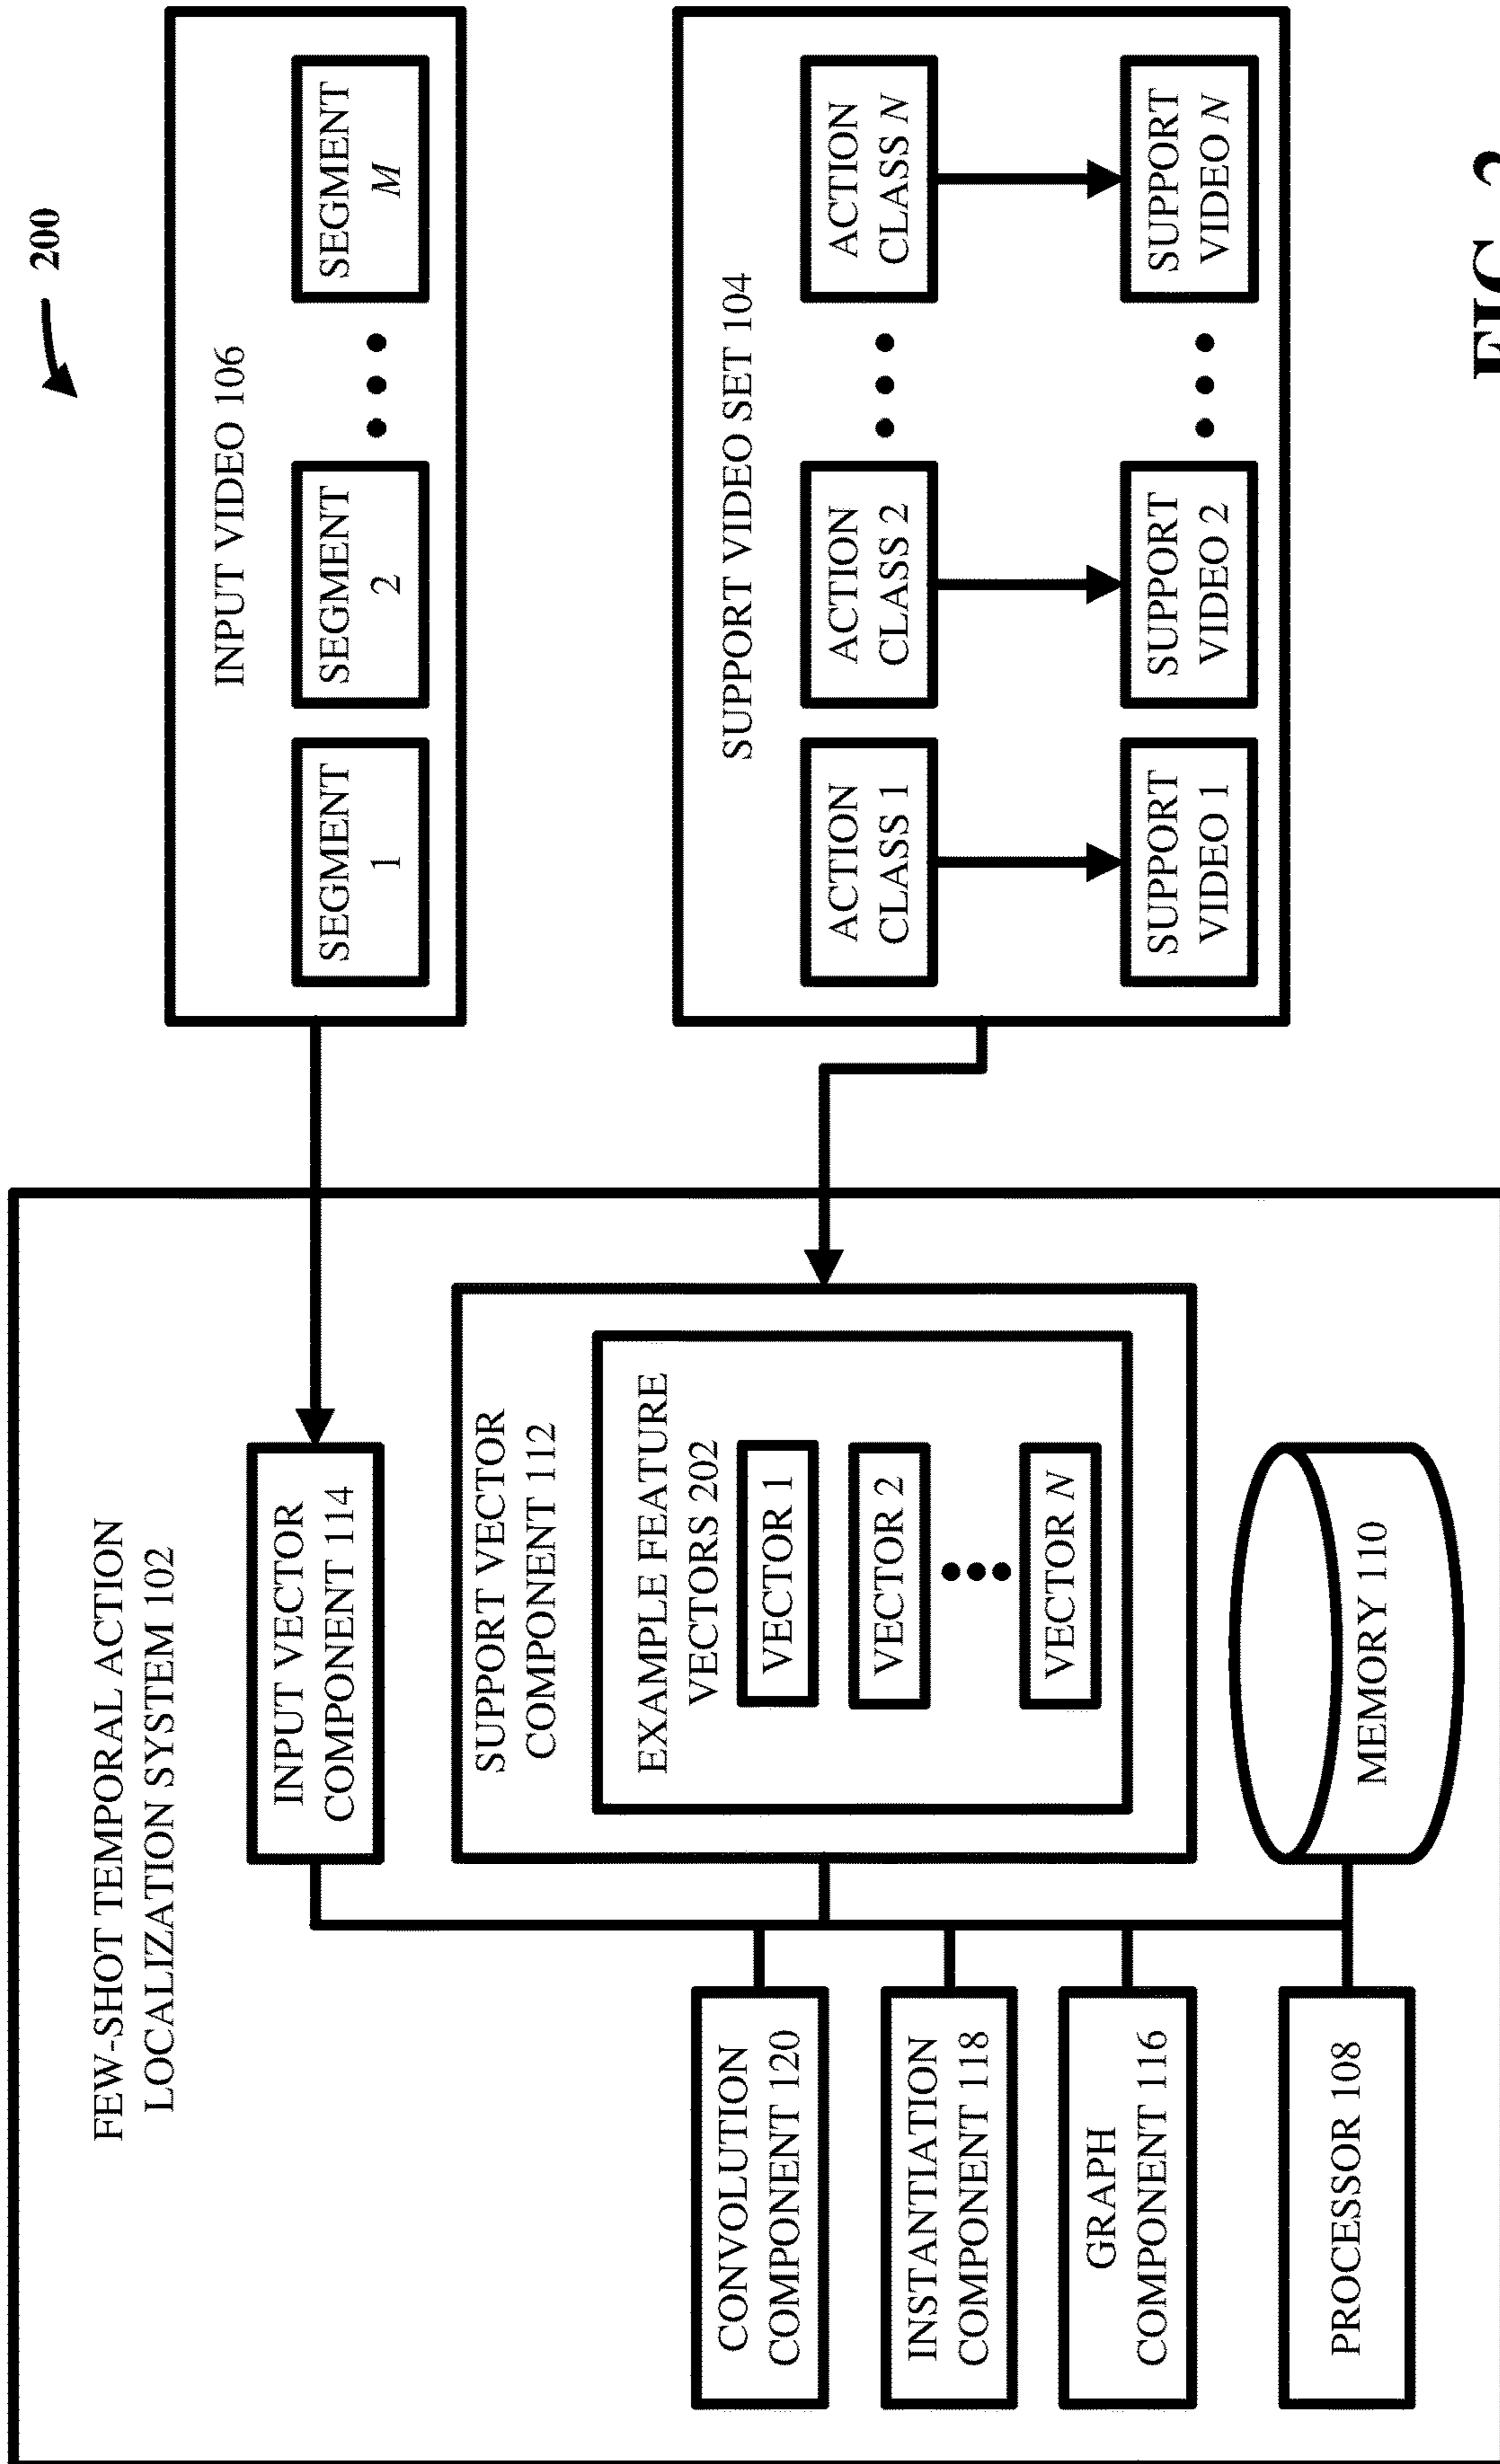 200
FEW-SHOT TEMPORAL ACTION
LOCALIZATION SYSTEM 102
INPUT VECTOR
COMPONENT 114
INPUT VIDEO 106
SEGMENT
1
SEGMENT
2
SEGMENT
M
CONVOLUTION
COMPONENT 120
INSTANTIATION
COMPONENT 118
GRAPH
COMPONENT 116
PROCESSOR 108
SUPPORT VECTOR
COMPONENT 112
EXAMPLE FEATURE
VECTORS 202
VECTOR 1
VECTOR 2
VECTOR N
MEMORY 110
SUPPORT VIDEO SET 104
ACTION
CLASS 1
ACTION
CLASS 2
ACTION
CLASS N
SUPPORT
VIDEO 1
SUPPORT
VIDEO 2
SUPPORT
VIDEO N
FIG. 2